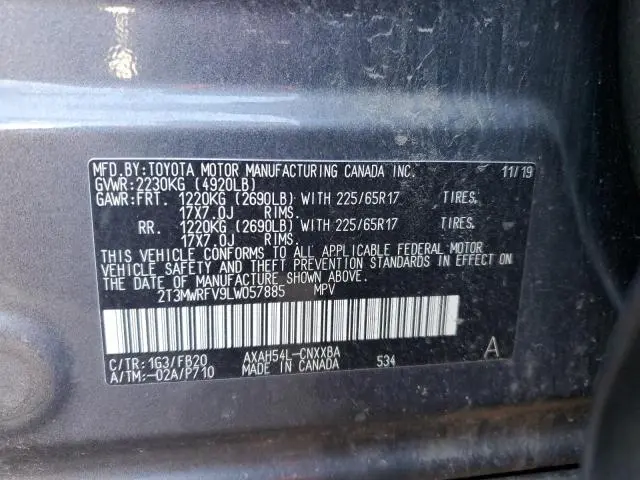 MFD.BY:TOYOTA MOTOR MANUFACTURING CANADA INC. 11/19
GVWR:2230KG (4920LB)
GAWR:FRT. 1220KG (2690LB) WITH 225/65R17 TIRES.
17X7.0J RIMS.
RR. 1220KG (2690LB) WITH 225/65R17 TIRES.
17X7.0J RIMS.
THIS VEHICLE CONFORMS TO ALL APPLICABLE FEDERAL MOTOR
VEHICLE SAFETY AND THEFT PREVENTION STANDARDS IN EFFECT ON
THE DATE OF MANUFACTURE SHOWN ABOVE.
2T3MWRFV9LW057885 MPV
C/TR:1G3/FB20 AXAH54L-CNXXBA 534 A
A/TM:-02A/P710 MADE IN CANADA